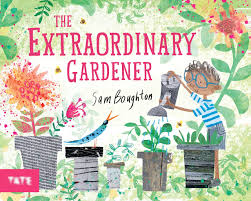 THE
EXTRAORDINARY
GARDENER
Sam Boughton
TATE